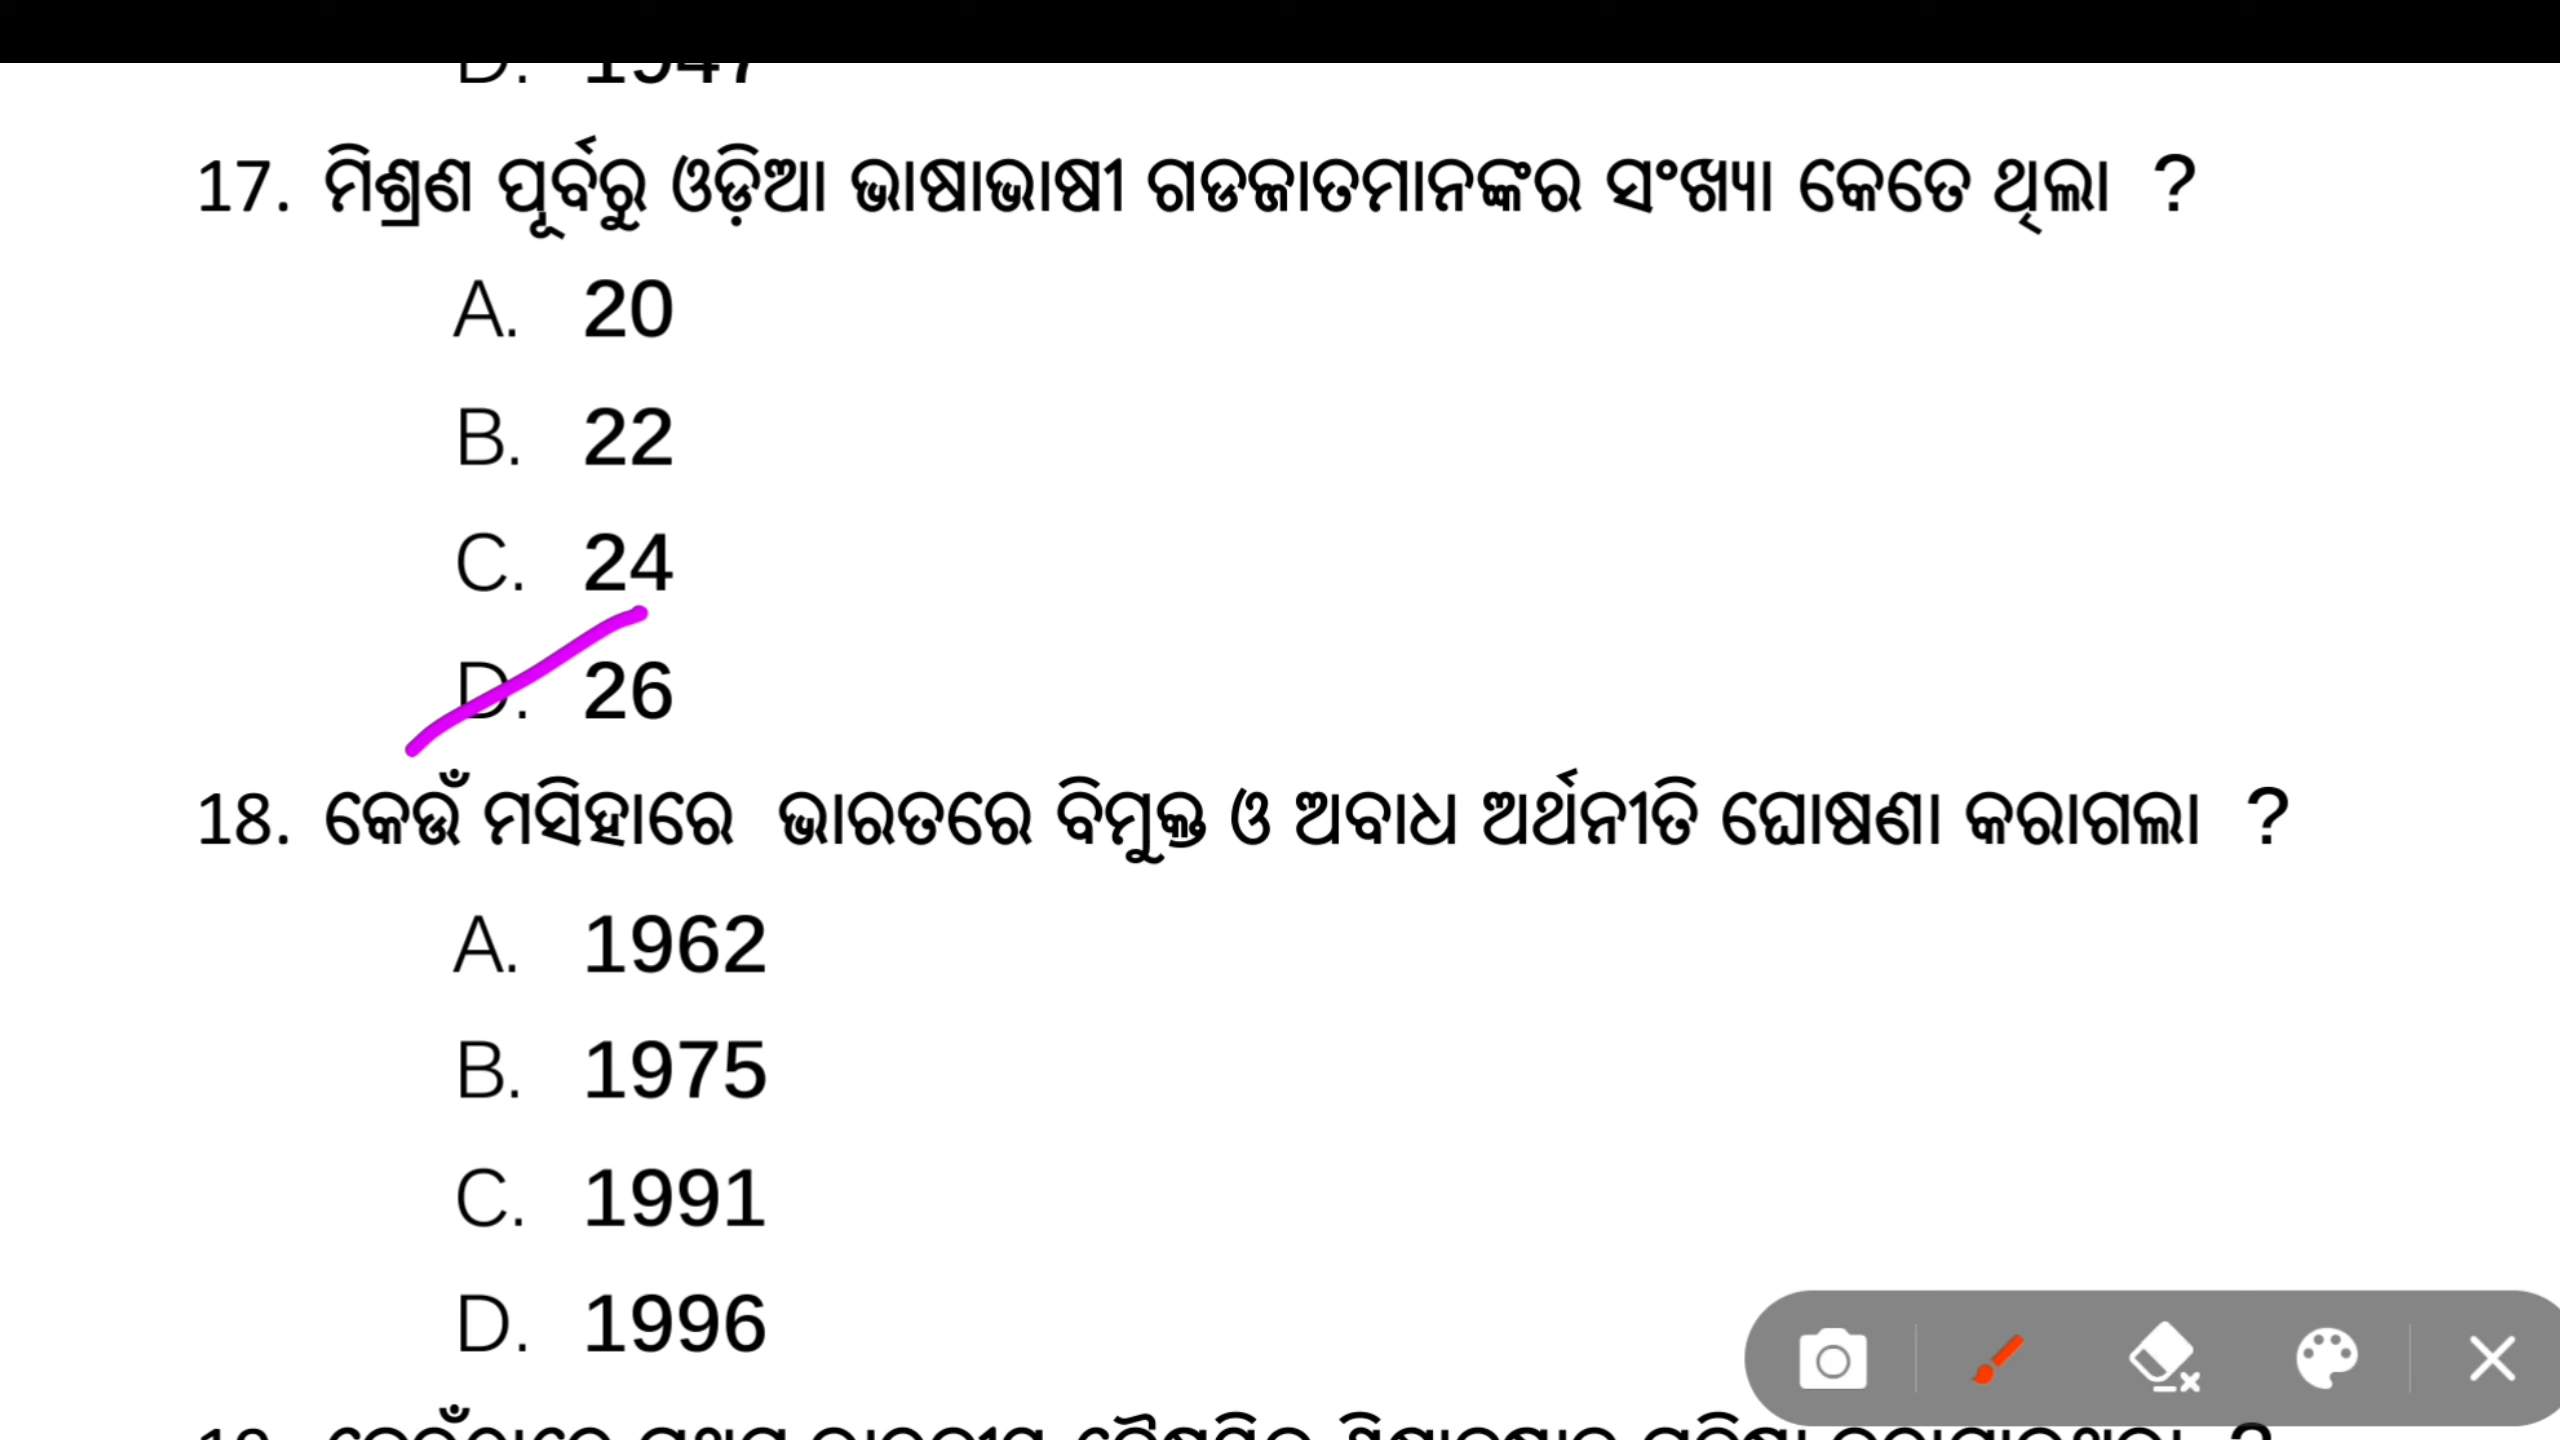 D. 1947
17. ମିଶ୍ରଣ ପୂର୍ବରୁ ଓଡ଼ିଆ ଭାଷାଭାଷୀ ଗଡଜାତମାନଙ୍କର ସଂଖ୍ୟା କେତେ ଥିଲା ?
A. 20
B. 22
C. 24
D. 26
18. କେଉଁ ମସିହାରେ ଭାରତରେ ବିମୁକ୍ତ ଓ ଅବାଧ ଅର୍ଥନୀତି ଘୋଷଣା କରାଗଲା ?
A. 1962
B. 1975
C. 1991
D. 1996